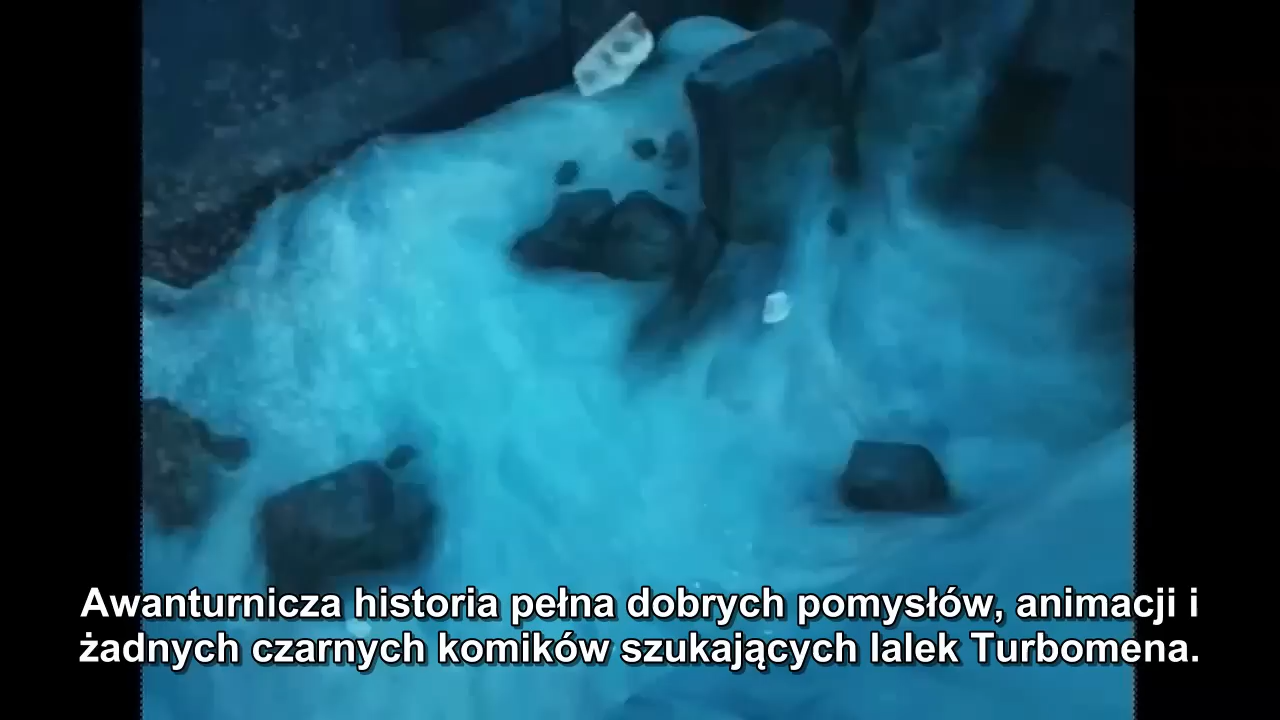 Awanturnicza historia pełna dobrych pomysłów, animacji i
żadnych czarnych komików szukających lalek Turbomena.